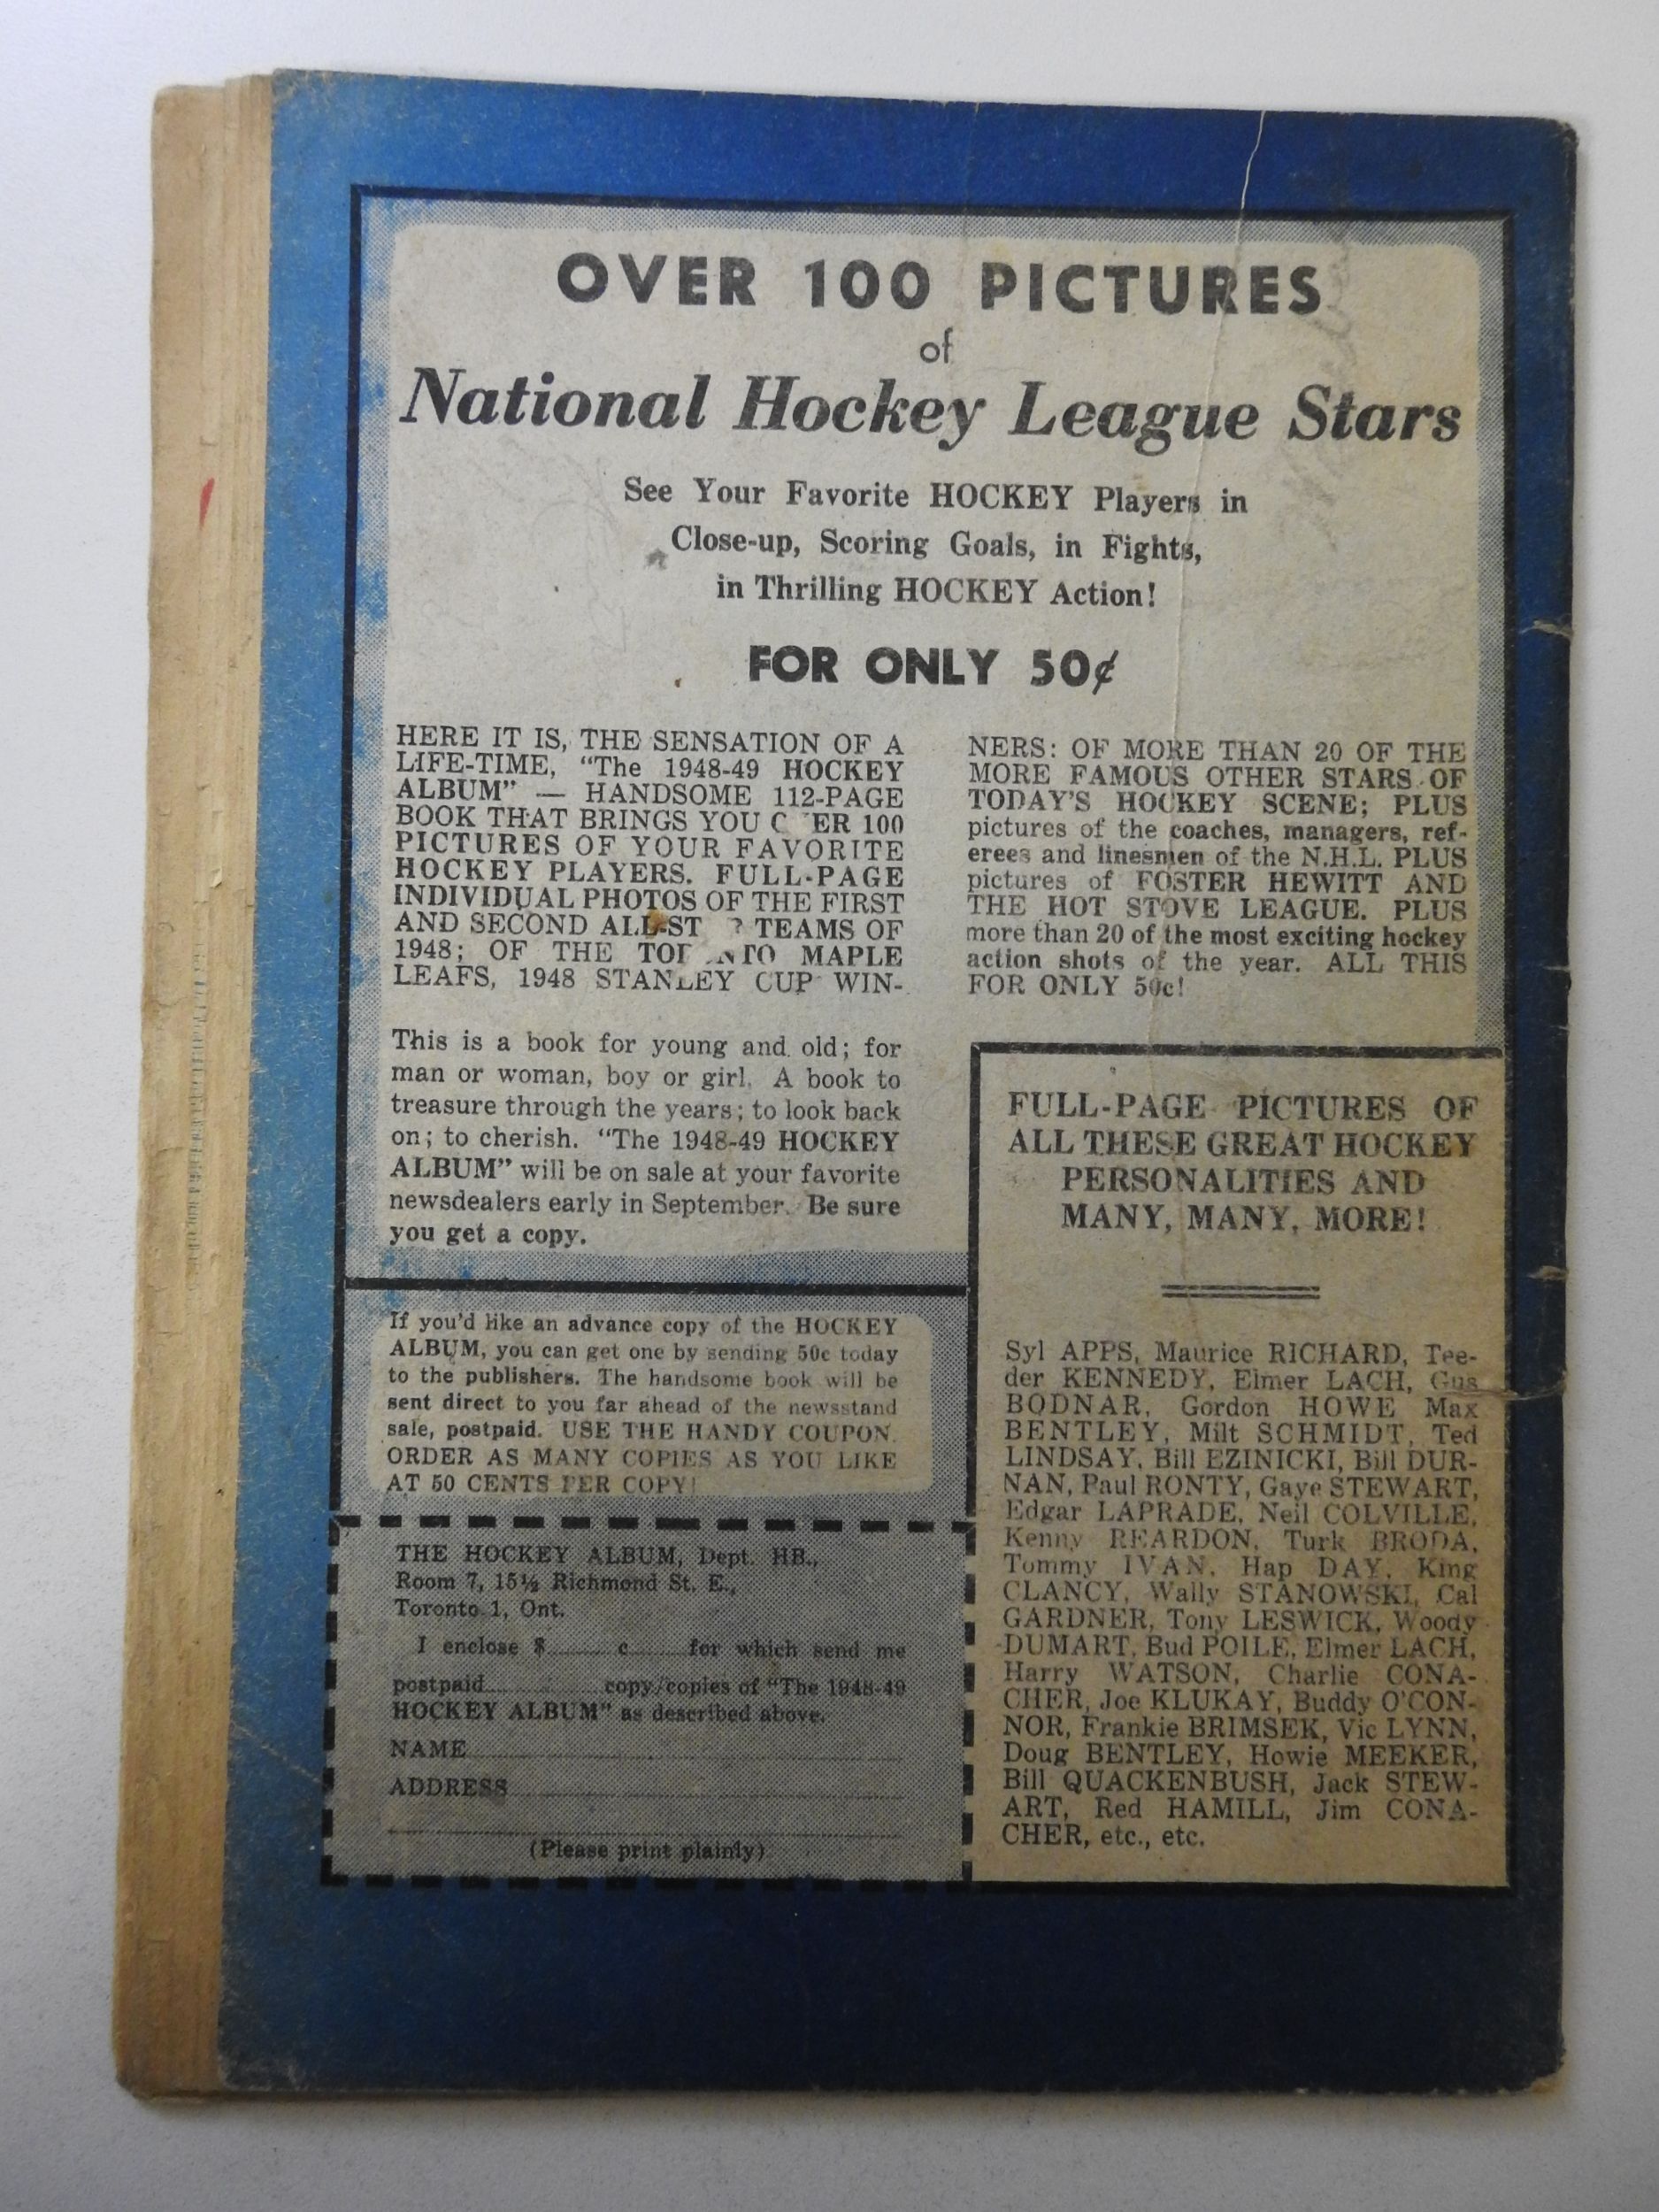 OVER 100 PICTURES
of
National Hockey League Stars
See Your Favorite HOCKEY Players in
Close-up, Scoring Goals, in Fights,
in Thrilling HOCKEY Action!
FOR ONLY 50¢
HERE IT IS, THE SENSATION OF A
LIFE-TIME, "The 1948-49 HOCKEY
ALBUM" — HANDSOME 112-PAGE
BOOK THAT BRINGS YOU C ER 100
PICTURES OF YOUR FAVORITE
HOCKEY PLAYERS. FULL-PAGE
INDIVIDUAL PHOTOS OF THE FIRST
AND SECOND ALL-ST TEAMS OF
1948; OF THE TO NTO MAPLE
LEAFS, 1948 STANLEY CUP WIN-
NERS: OF MORE THAN 20 OF THE
MORE FAMOUS OTHER STARS OF
TODAY'S HOCKEY SCENE; PLUS
pictures of the coaches, managers, ref-
erees and linesmen of the N.H.L. PLUS
pictures of FOSTER HEWITT AND
THE HOT STOVE LEAGUE. PLUS
more than 20 of the most exciting hockey
action shots of the year. ALL THIS
FOR ONLY 50c!
This is a book for young and old; for
man or woman, boy or girl. A book to
treasure through the years; to look back
on; to cherish. "The 1948-49 HOCKEY
ALBUM" will be on sale at your favorite
newsdealers early in September. Be sure
you get a copy.
If you'd like an advance copy of the HOCKEY
ALBUM, you can get one by sending 50c today
to the publishers. The handsome book will be
sent direct to you far ahead of the newsstand
sale, postpaid. USE THE HANDY COUPON.
ORDER AS MANY COPIES AS YOU LIKE
AT 50 CENTS PER COPY!
THE HOCKEY ALBUM, Dept. HB.,
Room 7, 15½ Richmond St. E.,
Toronto 1, Ont.
I enclose $........c........for which send me
postpaid................copy/copies of "The 1948-49
HOCKEY ALBUM" as described above.
NAME
ADDRESS
(Please print plainly)
FULL-PAGE PICTURES OF
ALL THESE GREAT HOCKEY
PERSONALITIES AND
MANY, MANY, MORE!
Syl APPS, Maurice RICHARD, Tee-
der KENNEDY, Elmer LACH, Gus
BODNAR, Gordon HOWE Max
BENTLEY, Milt SCHMIDT, Ted
LINDSAY, Bill EZINICKI, Bill DUR-
NAN, Paul RONTY, Gaye STEWART,
Edgar LAPRADE, Neil COLVILLE,
Kenny REARDON, Turk BRODA,
Tommy IVAN, Hap DAY, King
CLANCY, Wally STANOWSKI, Cal
GARDNER, Tony LESWICK, Woody
DUMART, Bud POILE, Elmer LACH,
Harry WATSON, Charlie CONA-
CHER, Joe KLUKAY, Buddy O'CON-
NOR, Frankie BRIMSEK, Vic LYNN,
Doug BENTLEY, Howie MEEKER,
Bill QUACKENBUSH, Jack STEW-
ART, Red HAMILL, Jim CONA-
CHER, etc., etc.